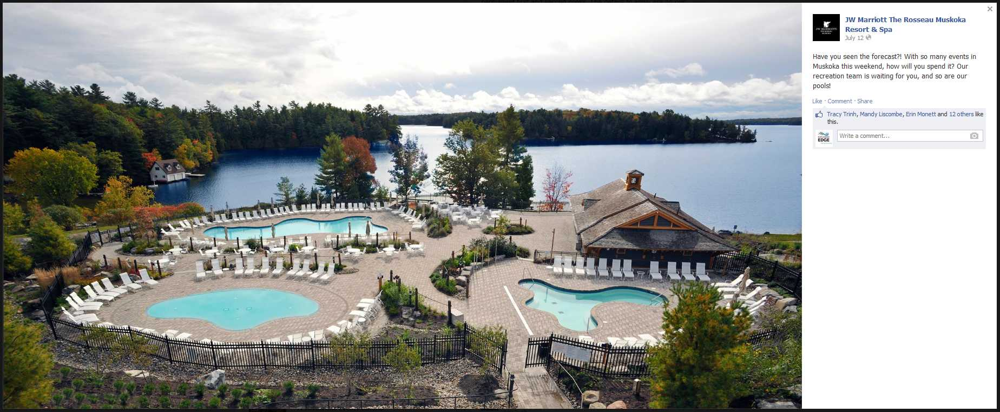 JW Marriott The Rosseau Muskoka
Resort & Spa
July 12
JW MARRIOTT
Have you seen the forecast?! With so many events in
Muskoka this weekend, how will you spend it? Our
recreation team is waiting for you, and so are our
pools!
Like · Comment · Share
Tracy Trinh, Mandy Liscombe, Erin Monett and 12 others like
this.
EDGE
Write a comment...